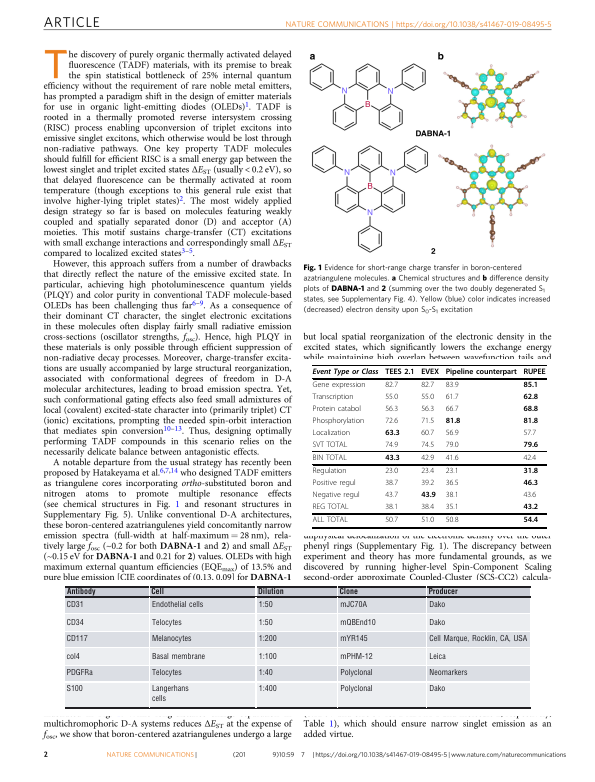 ARTICLE
NATURE COMMUNICATIONS | https://doi.org/10.1038/s41467-019-08495-5
The discovery of purely organic thermally activated delayed
fluorescence (TADF) materials, with its premise to break
the spin statistical bottleneck of 25% internal quantum
efficiency without the requirement of rare noble metal emitters,
has prompted a paradigm shift in the design of emitter materials
for use in organic light-emitting diodes (OLEDs)1. TADF is
rooted in a thermally promoted reverse intersystem crossing
(RISC) process enabling upconversion of triplet excitons into
emissive singlet excitons, which otherwise would be lost through
non-radiative pathways. One key property TADF molecules
should fulfill for efficient RISC is a small energy gap between the
lowest singlet and triplet excited states ΔEST (usually < 0.2 eV), so
that delayed fluorescence can be thermally activated at room
temperature (though exceptions to this general rule exist that
involve higher-lying triplet states)2. The most widely applied
design strategy so far is based on molecules featuring weakly
coupled and spatially separated donor (D) and acceptor (A)
moieties. This motif sustains charge-transfer (CT) excitations
with small exchange interactions and correspondingly small ΔEST
compared to localized excited states3–5.
However, this approach suffers from a number of drawbacks
that directly reflect the nature of the emissive excited state. In
particular, achieving high photoluminescence quantum yields
(PLQY) and color purity in conventional TADF molecule-based
OLEDs has been challenging thus far6–9. As a consequence of
their dominant CT character, the singlet electronic excitations
in these molecules often display fairly small radiative emission
cross-sections (oscillator strengths, fosc). Hence, high PLQY in
these materials is only possible through efficient suppression of
non-radiative decay processes. Moreover, charge-transfer excita-
tions are usually accompanied by large structural reorganization,
associated with conformational degrees of freedom in D-A
molecular architectures, leading to broad emission spectra. Yet,
such conformational gating effects also feed small admixtures of
local (covalent) excited-state character into (primarily triplet) CT
(ionic) excitations, prompting the needed spin-orbit interaction
that mediates spin conversion10–13. Thus, designing optimally
performing TADF compounds in this scenario relies on the
necessarily delicate balance between antagonistic effects.
A notable departure from the usual strategy has recently been
proposed by Hatakeyama et al.6,7,14 who designed TADF emitters
as triangulene cores incorporating ortho-substituted boron and
nitrogen atoms to promote multiple resonance effects
(see chemical structures in Fig. 1 and resonant structures in
Supplementary Fig. 5). Unlike conventional D-A architectures,
these boron-centered azatriangulenes yield concomitantly narrow
emission spectra (full-width at half-maximum = 28 nm), rela-
tively large fosc (~0.2 for both DABNA-1 and 2) and small ΔEST
(~0.15 eV for DABNA-1 and 0.21 for 2) values. OLEDs with high
maximum external quantum efficiencies (EQEmax) of 13.5% and
pure blue emission [CIE coordinates of (0.13, 0.09] for DABNA-1
a
b
N
N
B
DABNA-1
N
N
B
N
2
Fig. 1 Evidence for short-range charge transfer in boron-centered
azatriangulene molecules. a Chemical structures and b difference density
plots of DABNA-1 and 2 (summing over the two doubly degenerated S1
states, see Supplementary Fig. 4). Yellow (blue) color indicates increased
(decreased) electron density upon S0-S1 excitation
but local spatial reorganization of the electronic density in the
excited states, which significantly lowers the exchange energy
while maintaining high overlap between wavefunction tails and
Event Type or Class TEES 2.1 EVEX Pipeline counterpart RUPEE
Gene expression 82.7 82.7 83.9 85.1
Transcription 55.0 55.0 61.7 62.8
Protein catabol 56.3 56.3 66.7 68.8
Phosphorylation 72.6 71.5 81.8 81.8
Localization 63.3 60.7 56.9 57.7
SVT TOTAL 74.9 74.5 79.0 79.6
BIN TOTAL 43.3 42.9 41.6 42.4
Regulation 23.0 23.4 23.1 31.8
Positive regul 38.7 39.2 36.5 46.3
Negative regul 43.7 43.9 38.1 43.6
REG TOTAL 38.1 38.4 35.1 43.2
ALL TOTAL 50.7 51.0 50.8 54.4
phenyl rings (Supplementary Fig. 1). The discrepancy between
experiment and theory has more fundamental grounds, as we
discovered by running higher-level Spin-Component Scaling
second-order approximate Coupled-Cluster (SCS-CC2) calcula-
Antibody Cell Dilution Clone Producer
CD31 Endothelial cells 1:50 mJC70A Dako
CD34 Telocytes 1:50 mQBEnd10 Dako
CD117 Melanocytes 1:200 mYR145 Cell Marque, Rocklin, CA, USA
col4 Basal membrane 1:100 mPHM-12 Leica
PDGFRa Telocytes 1:40 Polyclonal Neomarkers
S100 Langerhans cells 1:400 Polyclonal Dako
multichromophoric D-A systems reduces ΔEST at the expense of
fosc, we show that boron-centered azatriangulenes undergo a large
Table 1), which should ensure narrow singlet emission as an
added virtue.
2 NATURE COMMUNICATIONS| (201 9)10:59 7 |https://doi.org/10.1038/s41467-019-08495-5|www.nature.com/naturecommunications